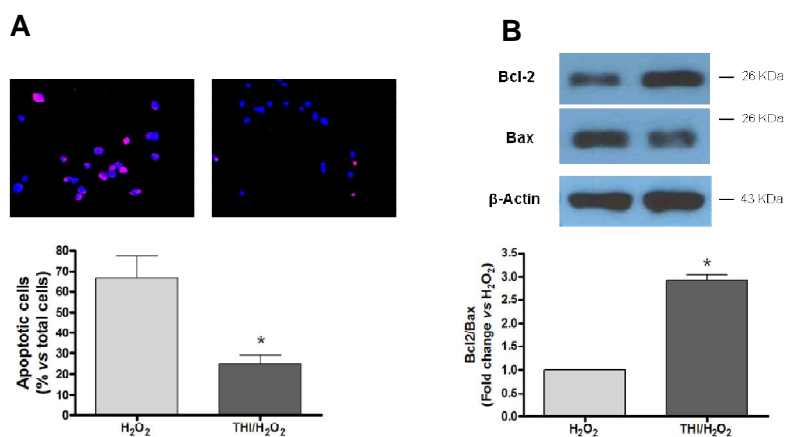 A
B
Bcl-2
26 KDa
26 KDa
Bax
β-Actin
43 KDa
Apoptotic cells
(% vs total cells)
80
70
60
50
40
30
20
10
0
*
H₂O₂
THI/H₂O₂
Bcl2/Bax
(Fold change vs H₂O₂)
3.5
3.0
2.5
2.0
1.5
1.0
0.5
0.0
*
H₂O₂
THI/H₂O₂